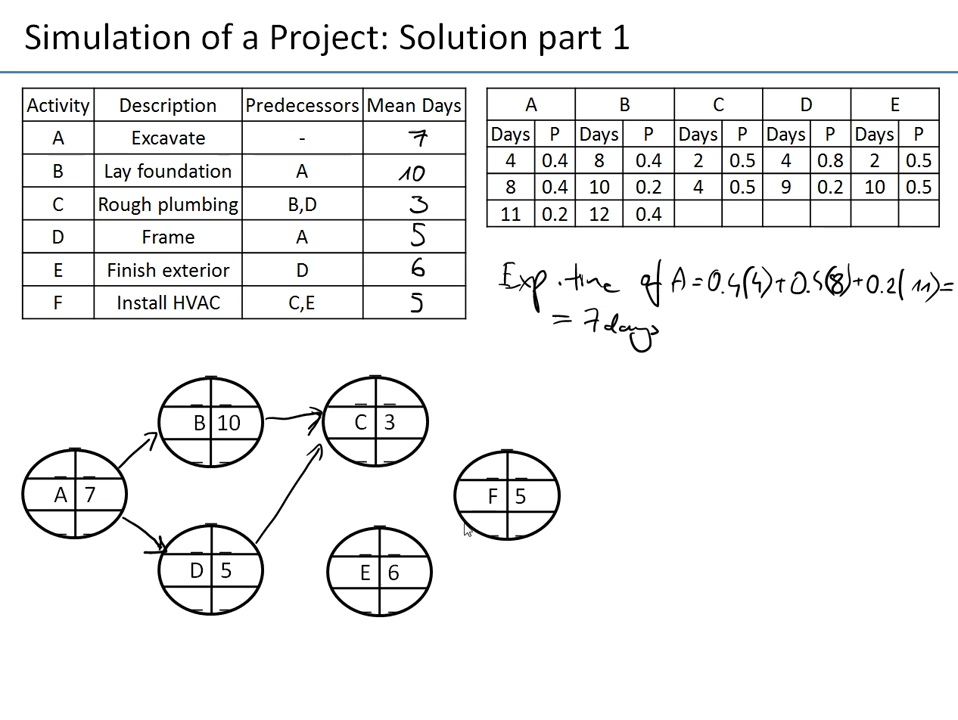 Simulation of a Project: Solution part 1
Activity Description Predecessors Mean Days
A Excavate - 7
B Lay foundation A 10
C Rough plumbing B,D 3
D Frame A 5
E Finish exterior D 6
F Install HVAC C,E 5
A B C D E
Days P Days P Days P Days P Days P
4 0.4 8 0.4 2 0.5 4 0.8 2 0.5
8 0.4 10 0.2 4 0.5 9 0.2 10 0.5
11 0.2 12 0.4
Exp. time of A = 0.4(4)+0.4(8)+0.2(11)=
= 7 days
B 10
C 3
A 7
F 5
D 5
E 6